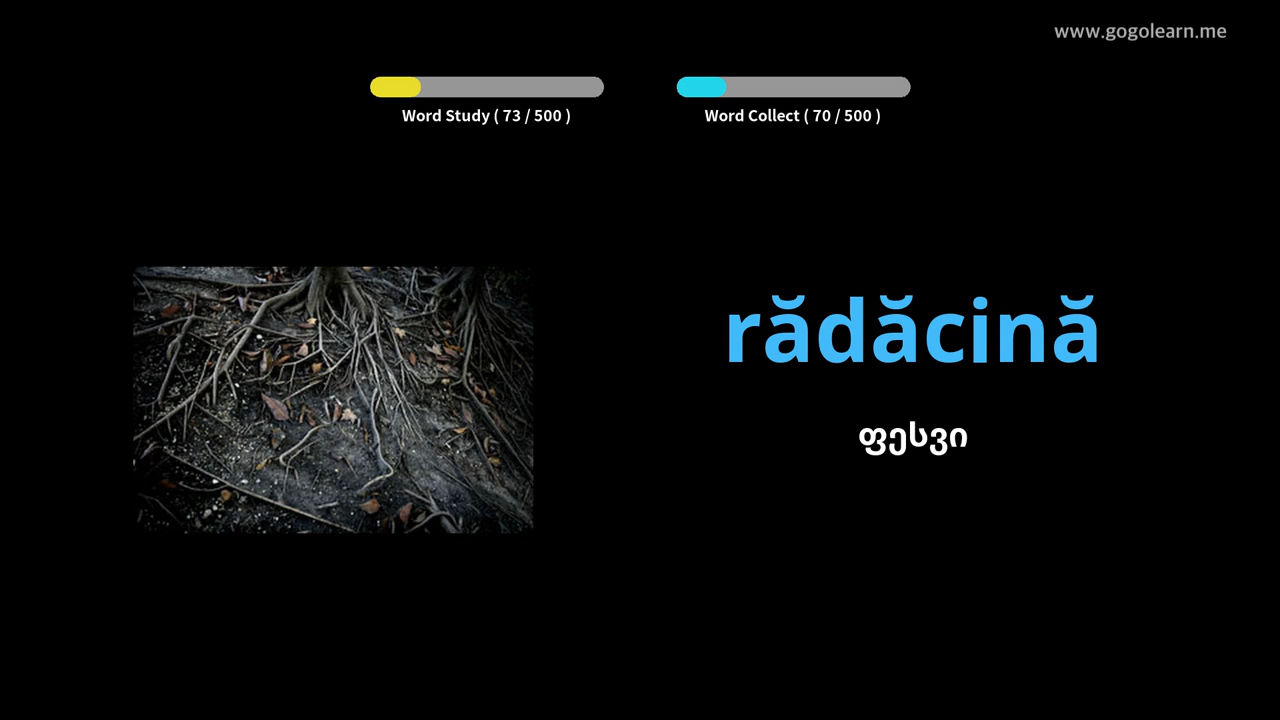 www.gogolearn.me
Word Study ( 73 / 500 )
Word Collect ( 70 / 500 )
rădăcină
ფესვი